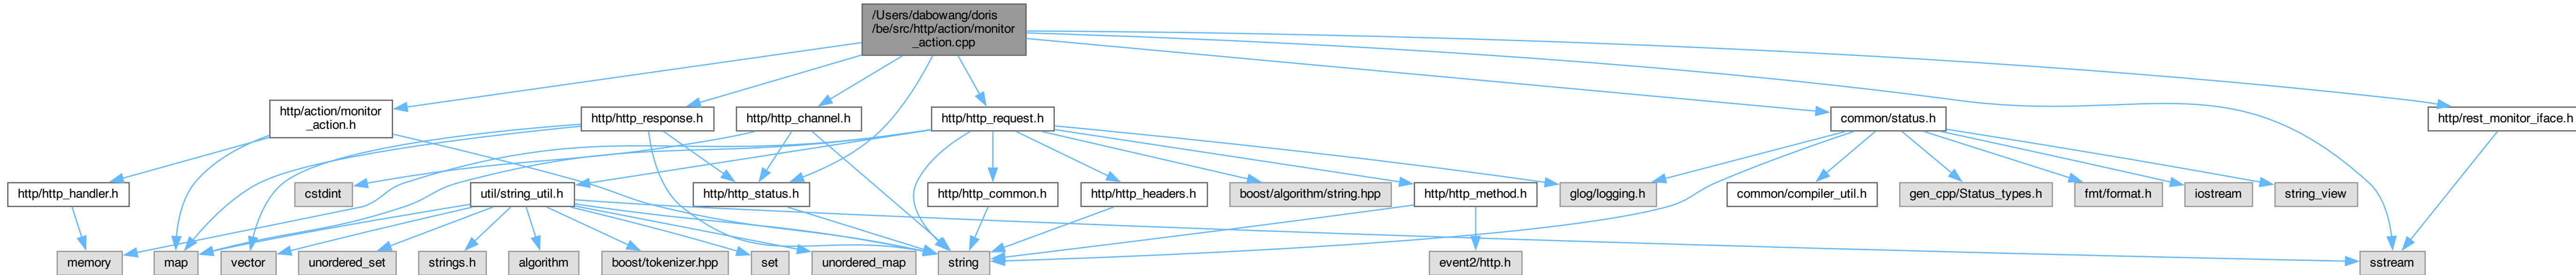 /Users/dabowang/doris
/be/src/http/action/monitor
_action.cpp
http/action/monitor
_action.h
http/http_response.h
http/http_channel.h
http/http_request.h
common/status.h
http/rest_monitor_iface.h
http/http_handler.h
cstdint
util/string_util.h
http/http_status.h
http/http_common.h
http/http_headers.h
boost/algorithm/string.hpp
http/http_method.h
glog/logging.h
common/compiler_util.h
gen_cpp/Status_types.h
fmt/format.h
iostream
string_view
memory
map
vector
unordered_set
strings.h
algorithm
boost/tokenizer.hpp
set
unordered_map
string
event2/http.h
sstream